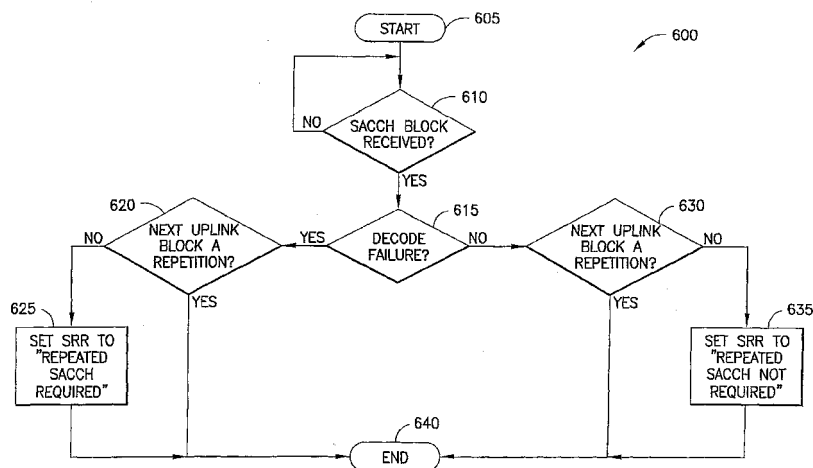 START
605
600
610
NO
SACCH BLOCK
RECEIVED?
YES
620
615
630
NO
NEXT UPLINK
BLOCK A
REPETITION?
YES
DECODE
FAILURE?
NO
NEXT UPLINK
BLOCK A
REPETITION?
NO
625
YES
YES
635
SET SRR TO
"REPEATED
SACCH
REQUIRED"
SET SRR TO
"REPEATED
SACCH NOT
REQUIRED"
640
END